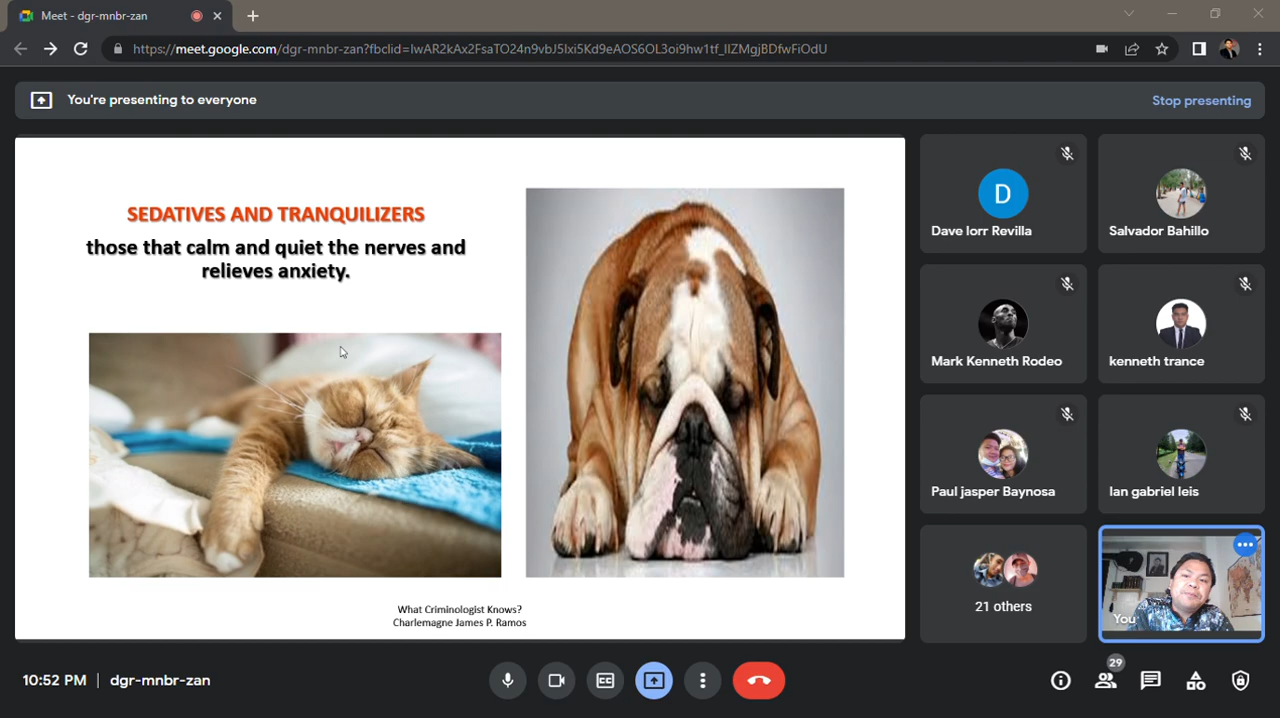 Meet - dgr-mnbr-zan
https://meet.google.com/dgr-mnbr-zan?fbclid=IwAR2kAx2FsaTO24n9vbJ5lxi5Kd9eAOS6OL3oi9hw1tf_lIZMgjBDfwFiOdU
You're presenting to everyone
Stop presenting
SEDATIVES AND TRANQUILIZERS
those that calm and quiet the nerves and
relieves anxiety.
What Criminologist Knows?
Charlemagne James P. Ramos
D
Dave lorr Revilla
Salvador Bahillo
Mark Kenneth Rodeo
kenneth trance
Paul jasper Baynosa
Ian gabriel leis
21 others
You
10:52 PM | dgr-mnbr-zan
29